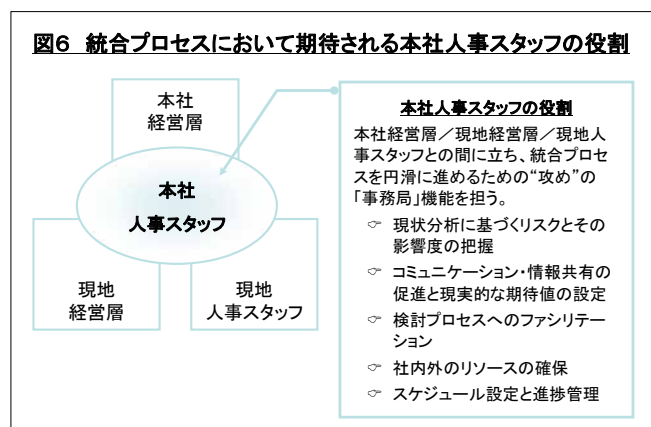 図6 統合プロセスにおいて期待される本社人事スタッフの役割
本社
経営層
本社
人事スタッフ
現地
経営層
現地
人事スタッフ
本社人事スタッフの役割
本社経営層／現地経営層／現地人
事スタッフとの間に立ち、統合プロセ
スを円滑に進めるための“攻め”の
「事務局」機能を担う。
☞ 現状分析に基づくリスクとその
影響度の把握
☞ コミュニケーション・情報共有の
促進と現実的な期待値の設定
☞ 検討プロセスへのファシリテー
ション
☞ 社内外のリソースの確保
☞ スケジュール設定と進捗管理